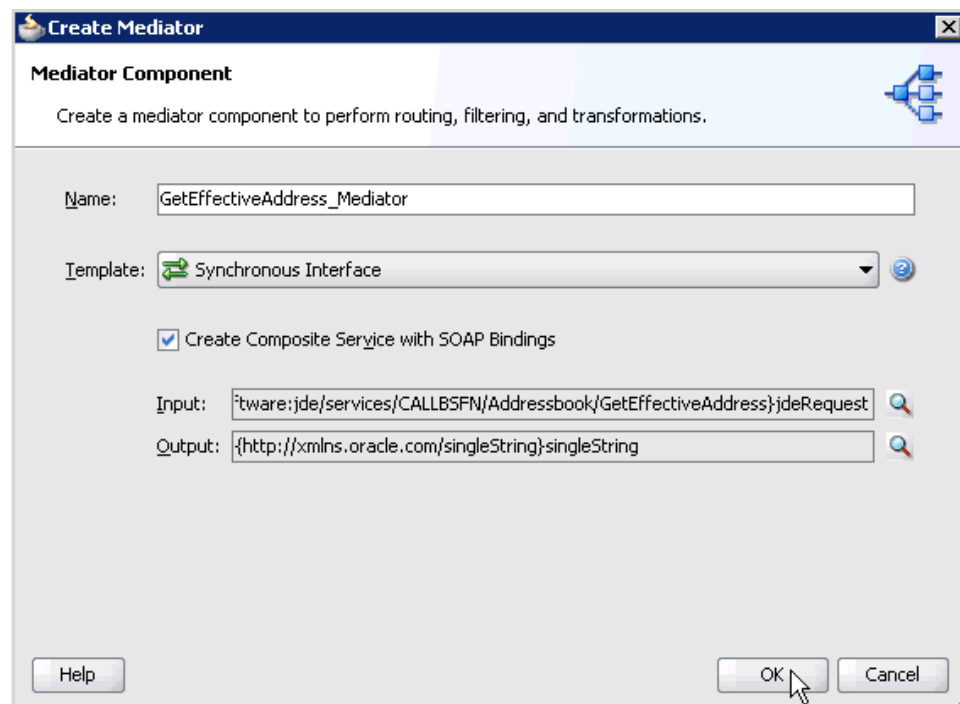 Create Mediator
Mediator Component
Create a mediator component to perform routing, filtering, and transformations.
Name: GetEffectiveAddress_Mediator
Template: Synchronous Interface
Create Composite Service with SOAP Bindings
Input: tware:jde/services/CALLBSFN/Addressbook/GetEffectiveAddress}jdeRequest
Output: {http://xmlns.oracle.com/singleString}singleString
Help OK Cancel